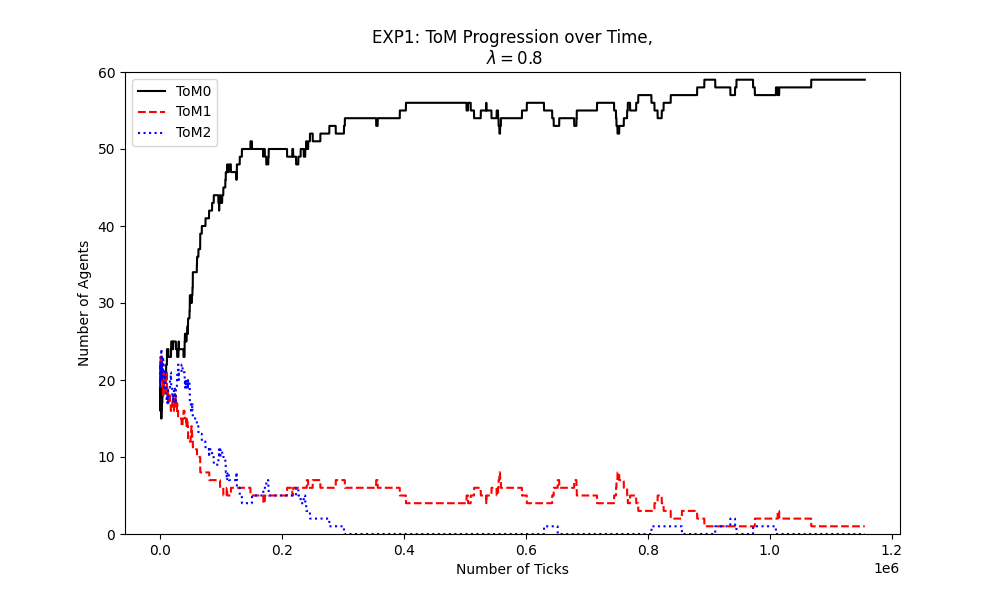 EXP1: ToM Progression over Time,
λ = 0.8
ToM0
ToM1
ToM2
Number of Agents
60
50
40
30
20
10
0
0.0 0.2 0.4 0.6 0.8 1.0 1.2
1e6
Number of Ticks